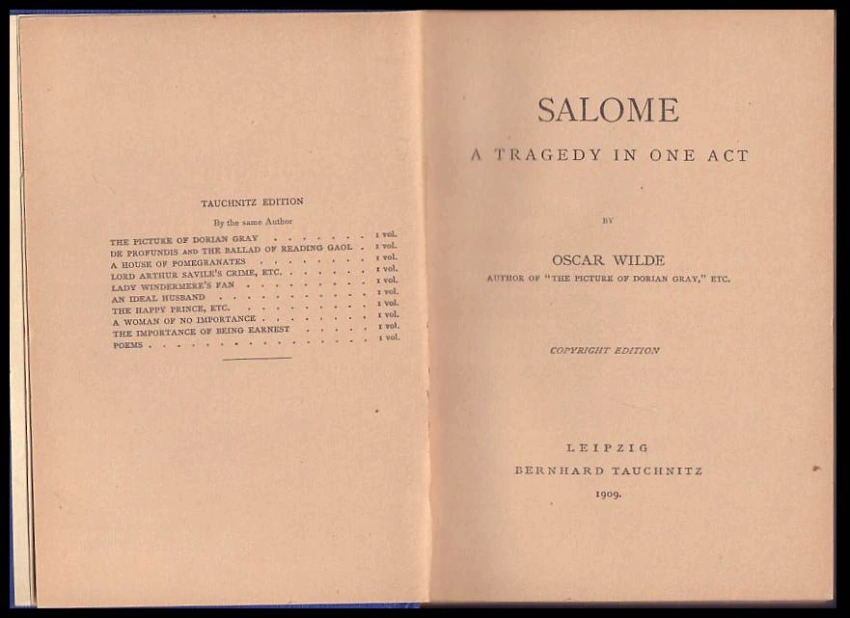 TAUCHNITZ EDITION
By the same Author
THE PICTURE OF DORIAN GRAY . . . . . . . 1 vol.
DE PROFUNDIS AND THE BALLAD OF READING GAOL . 1 vol.
A HOUSE OF POMEGRANATES . . . . . . . . 1 vol.
LORD ARTHUR SAVILE'S CRIME, ETC. . . . . . . 1 vol.
LADY WINDERMERE'S FAN . . . . . . . . . 1 vol.
AN IDEAL HUSBAND . . . . . . . . . . . 1 vol.
THE HAPPY PRINCE, ETC. . . . . . . . . . 1 vol.
A WOMAN OF NO IMPORTANCE . . . . . . . . 1 vol.
THE IMPORTANCE OF BEING EARNEST . . . . . 1 vol.
POEMS . . . . . . . . . . . . . . . . 1 vol.
SALOME
A TRAGEDY IN ONE ACT
BY
OSCAR WILDE
AUTHOR OF "THE PICTURE OF DORIAN GRAY," ETC.
COPYRIGHT EDITION
LEIPZIG
BERNHARD TAUCHNITZ
1909.